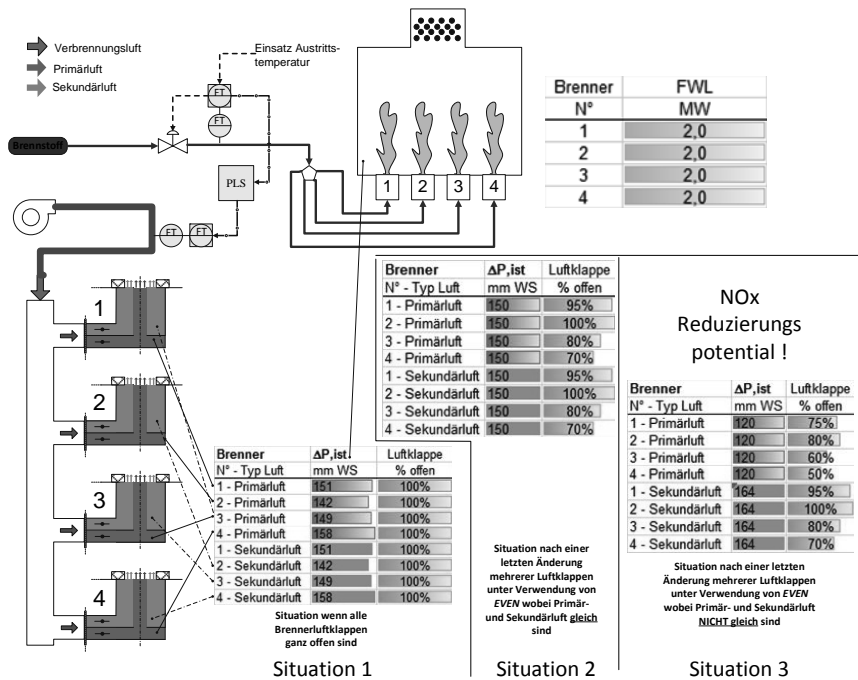 Verbrennungsluft
Primärluft
Sekundärluft
Einsatz Austritts-
temperatur
FT
FT
Brennstoff
PLS
FT
FT
1 2 3 4
Brenner FWL
N° MW
1 2,0
2 2,0
3 2,0
4 2,0
1
2
3
4
Brenner ΔP,ist Luftklappe
N° - Typ Luft mm WS % offen
1 - Primärluft 151 100%
2 - Primärluft 142 100%
3 - Primärluft 149 100%
4 - Primärluft 158 100%
1 - Sekundärluft 151 100%
2 - Sekundärluft 142 100%
3 - Sekundärluft 149 100%
4 - Sekundärluft 158 100%
Situation wenn alle
Brennerluftklappen
ganz offen sind
Situation 1
Brenner ΔP,ist Luftklappe
N° - Typ Luft mm WS % offen
1 - Primärluft 150 95%
2 - Primärluft 150 100%
3 - Primärluft 150 80%
4 - Primärluft 150 70%
1 - Sekundärluft 150 95%
2 - Sekundärluft 150 100%
3 - Sekundärluft 150 80%
4 - Sekundärluft 150 70%
Situation nach einer
letzten Änderung
mehrerer Luftklappen
unter Verwendung von
EVEN wobei Primär-
und Sekundärluft gleich
sind
Situation 2
NOx
Reduzierungs
potential !
Brenner ΔP,ist Luftklappe
N° - Typ Luft mm WS % offen
1 - Primärluft 120 75%
2 - Primärluft 120 80%
3 - Primärluft 120 60%
4 - Primärluft 120 50%
1 - Sekundärluft 164 95%
2 - Sekundärluft 164 100%
3 - Sekundärluft 164 80%
4 - Sekundärluft 164 70%
Situation nach einer letzten
Änderung mehrerer Luftklappen
unter Verwendung von EVEN
wobei Primär- und Sekundärluft
NICHT gleich sind
Situation 3